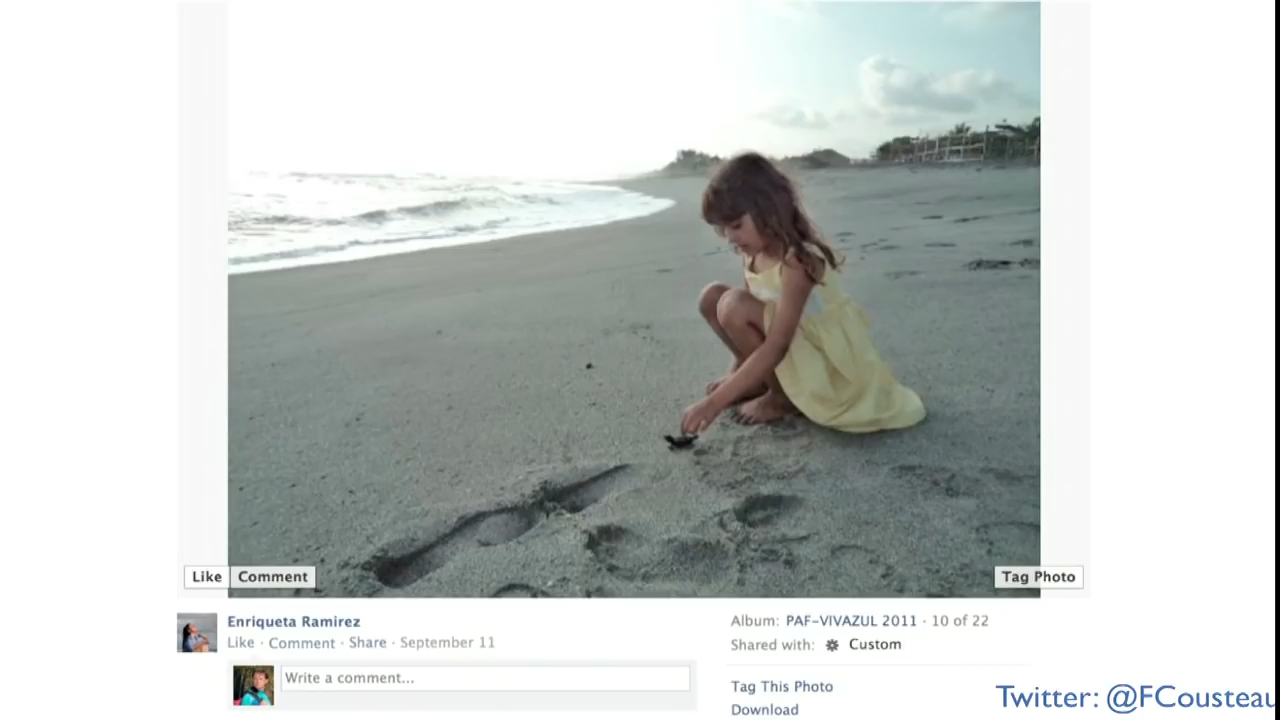 Like Comment
Tag Photo
Enriqueta Ramirez
Like · Comment · Share · September 11
Write a comment...
Album: PAF-VIVAZUL 2011 · 10 of 22
Shared with: Custom
Tag This Photo
Download
Twitter: @FCousteau